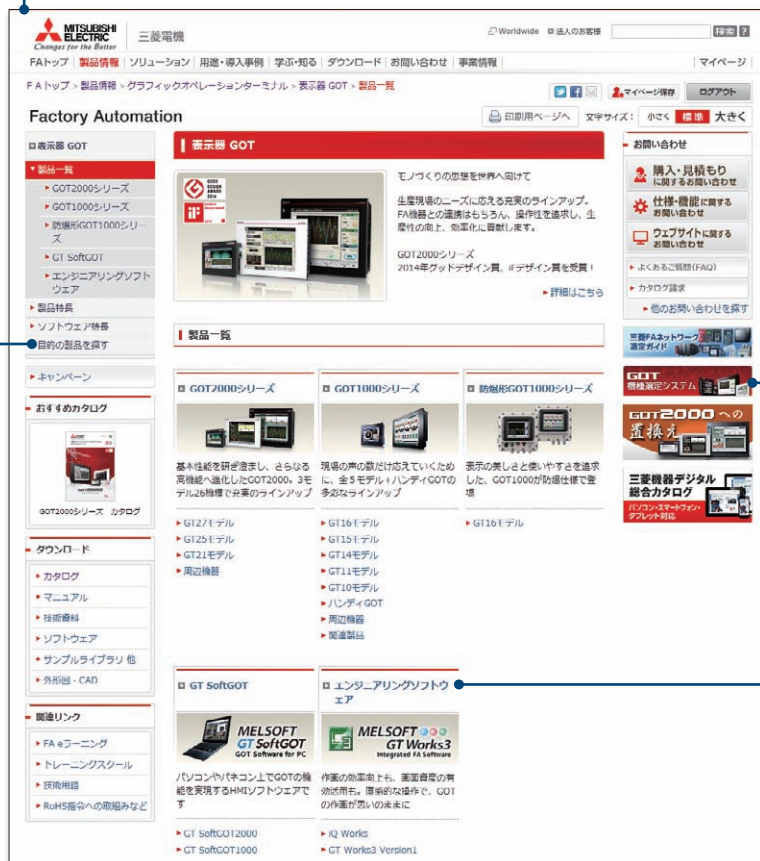 MITSUBISHI
ELECTRIC
Changes for the Better
三菱電機
Worldwide 法人のお客様
検索 ?
FAトップ 製品情報 ソリューション 用途・導入事例 学ぶ・知る ダウンロード お問い合わせ 事業情報 マイページ
FAトップ > 製品情報 > グラフィックオペレーションターミナル > 表示器 GOT > 製品一覧
マイページ保存 ログアウト
Factory Automation
印刷用ページへ 文字サイズ: 小さく 標準 大きく
表示器 GOT
製品一覧
GOT2000シリーズ
GOT1000シリーズ
防爆形GOT1000シリーズ
GT SoftGOT
エンジニアリングソフトウェア
製品特長
ソフトウェア特長
目的の製品を探す
キャンペーン
おすすめカタログ
GOT2000シリーズ カタログ
ダウンロード
カタログ
マニュアル
技術資料
ソフトウェア
サンプルライブラリ 他
外形図・CAD
関連リンク
FA eラーニング
トレーニングスクール
技術用語
RoHS指令への取組みなど
表示器 GOT
GOOD DESIGN AWARD
モノづくりの思想を世界へ向けて
生産現場のニーズに応える充実のラインアップ。
FA機器との連携はもちろん、操作性を追求し、生
産性の向上、効率化に貢献します。
GOT2000シリーズ
2014年グッドデザイン賞、iFデザイン賞を受賞!
詳細はこちら
製品一覧
GOT2000シリーズ
基本性能を研ぎ澄まし、さらなる
高機能へ進化したGOT2000。3モ
デル26機種で充実のラインアップ
GT27モデル
GT25モデル
GT21モデル
周辺機器
GOT1000シリーズ
現場の声の数だけ応えていくため
に、全5モデル+ハンディGOTの
多彩なラインアップ
GT16モデル
GT15モデル
GT14モデル
GT11モデル
GT10モデル
ハンディGOT
周辺機器
関連製品
防爆形GOT1000シリーズ
表示の美しさと使いやすさを追求
した、GOT1000が防爆仕様で登
場
GT16モデル
GT SoftGOT
MELSOFT
GT SoftGOT
GOT Software for PC
パソコンやパネコン上でGOTの機
能を実現するHMIソフトウェアで
す
GT SoftGOT2000
GT SoftGOT1000
エンジニアリングソフトウ
ェア
MELSOFT
GT Works3
Integrated FA Software
作画の効率向上も、画面資産の有
効活用も。直感的な操作で、GOT
の作画が思いのままに
iQ Works
GT Works3 Version1
お問い合わせ
購入・見積もり
に関するお問い合わせ
仕様・機能に関する
お問い合わせ
ウェブサイトに関する
お問い合わせ
よくあるご質問(FAQ)
カタログ請求
他のお問い合わせを探す
三菱FAネットワーク
選定ガイド
GOT
機種選定システム
GOT2000への
置換え
三菱機器デジタル
総合カタログ
パソコン・スマートフォン・
タブレット対応